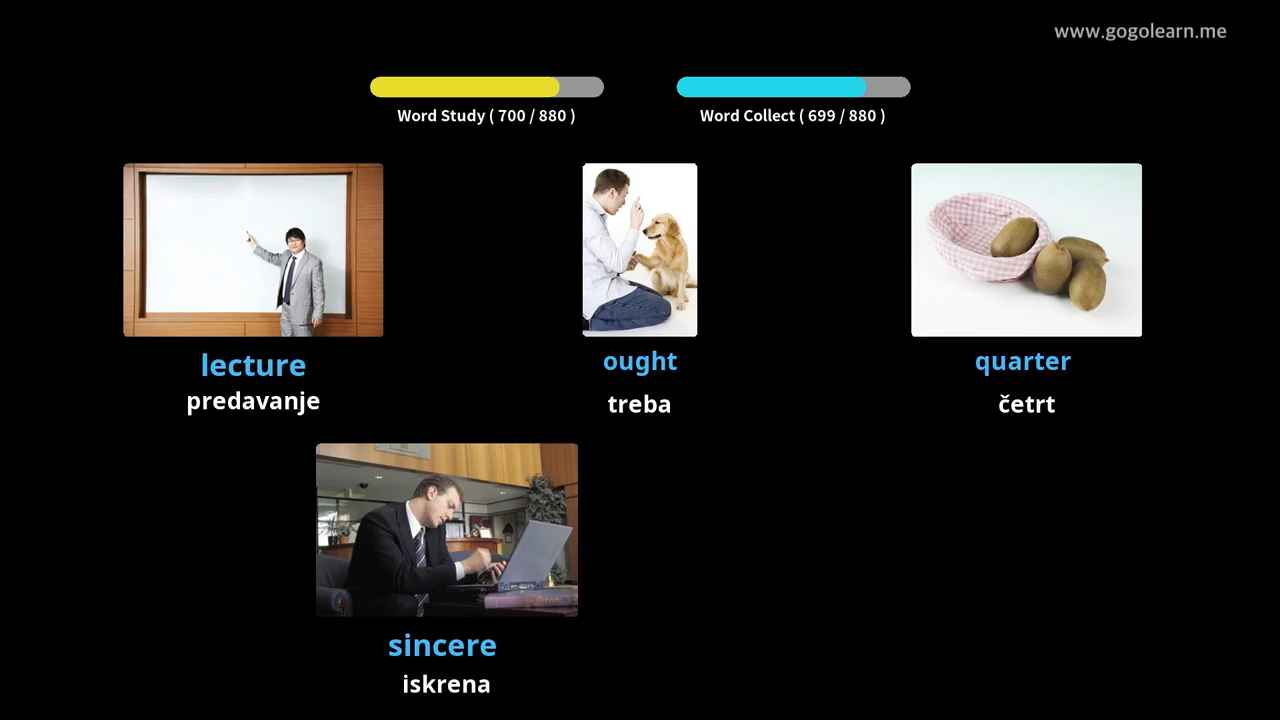 www.gogolearn.me
Word Study ( 700 / 880 )
Word Collect ( 699 / 880 )
lecture
predavanje
ought
treba
quarter
četrt
sincere
iskrena